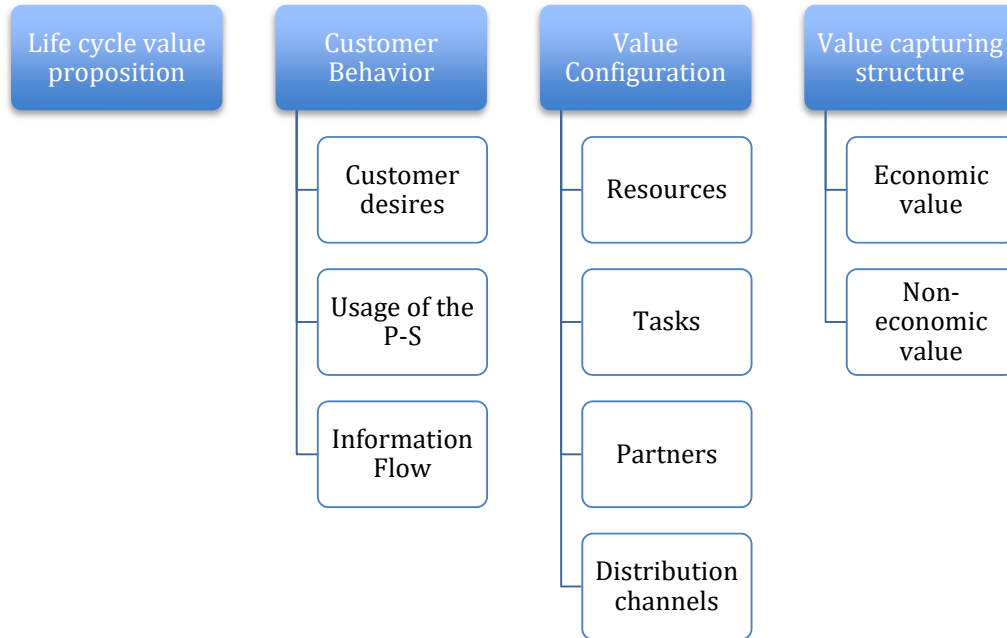 Life cycle value
proposition
Customer
Behavior
Customer
desires
Usage of the
P-S
Information
Flow
Value
Configuration
Resources
Tasks
Partners
Distribution
channels
Value capturing
structure
Economic
value
Non-
economic
value